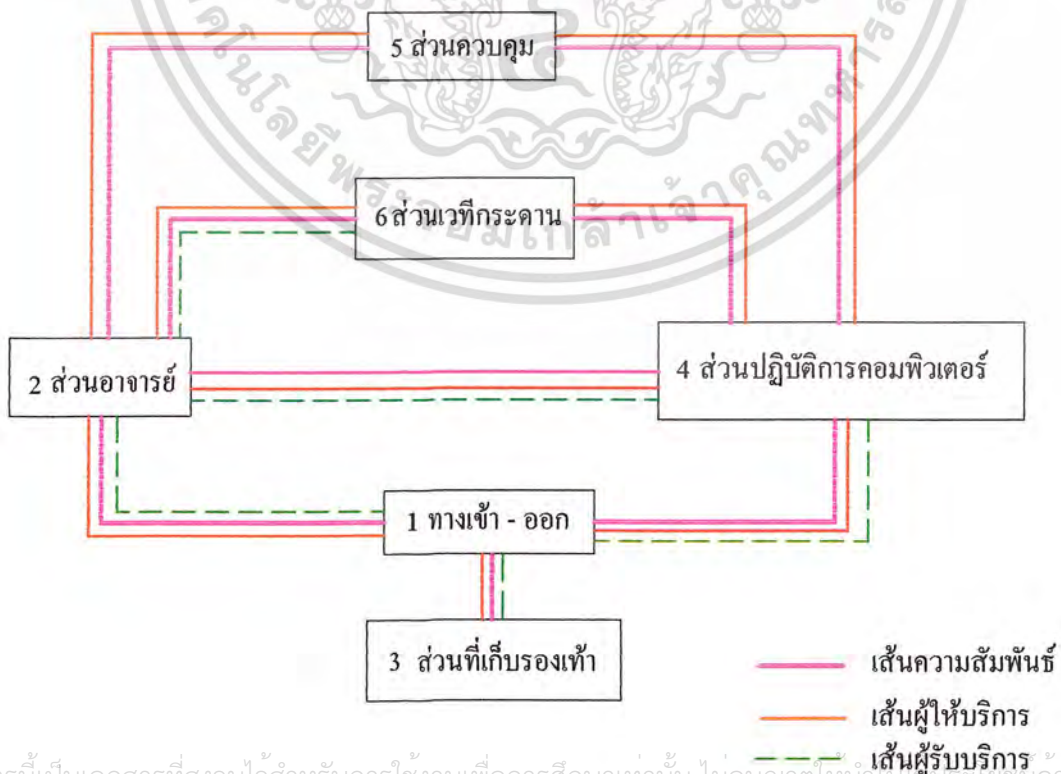 5 ส่วนควบคุม
6 ส่วนเวทีกระดาน
2 ส่วนอาจารย์
4 ส่วนปฏิบัติการคอมพิวเตอร์
1 ทางเข้า - ออก
3 ส่วนที่เก็บรองเท้า
เส้นความสัมพันธ์
เส้นผู้ให้บริการ
เส้นผู้รับบริการ